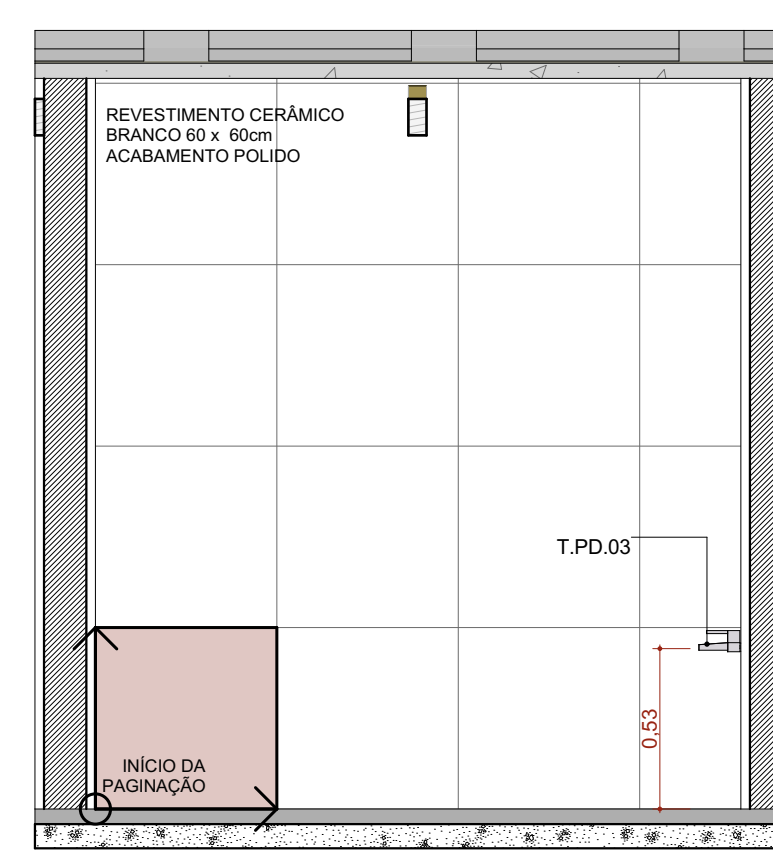 REVESTIMENTO CERÂMICO
BRANCO 60 x 60cm
ACABAMENTO POLIDO
T.PD.03
0,53
INÍCIO DA
PAGINAÇÃO